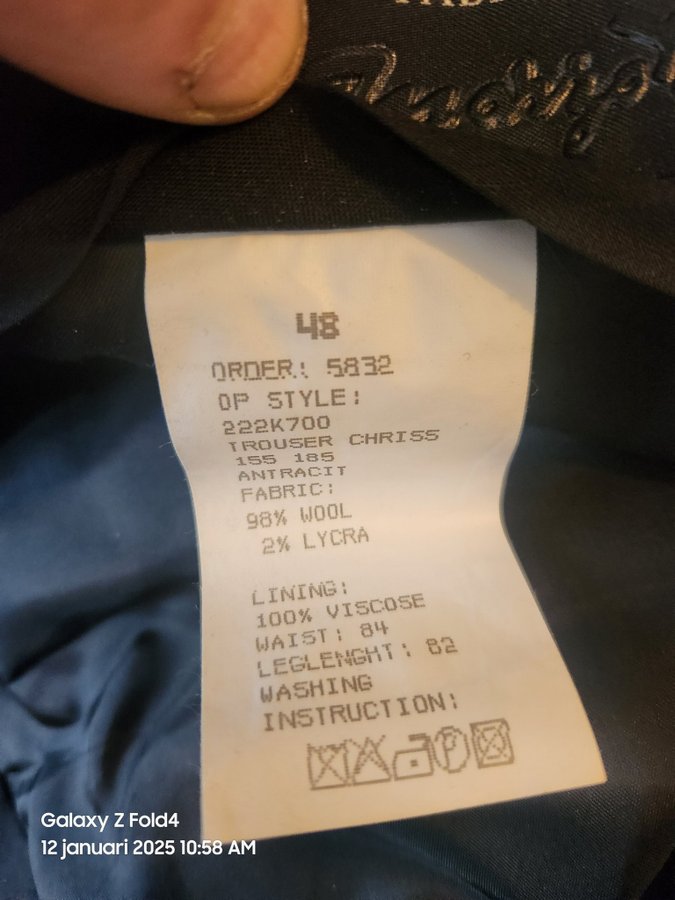 48
ORDER: 5832
OP STYLE:
222K700
TROUSER CHRISS
155 185
ANTRACIT
FABRIC:
98% WOOL
2% LYCRA
LINING:
100% VISCOSE
WAIST: 84
LEGLENGHT: 82
WASHING
INSTRUCTION:
P
Galaxy Z Fold4
12 januari 2025 10:58 AM